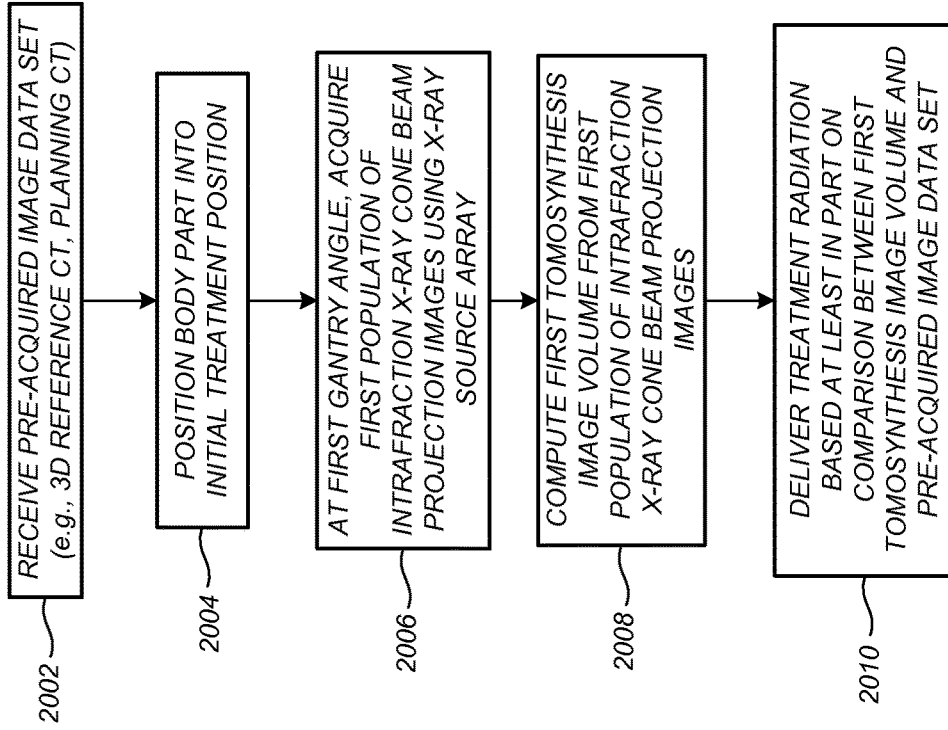 RECEIVE PRE-ACQUIRED IMAGE DATA SET
(e.g., 3D REFERENCE CT, PLANNING CT)
2002
POSITION BODY PART INTO
INITIAL TREATMENT POSITION
2004
AT FIRST GANTRY ANGLE, ACQUIRE
FIRST POPULATION OF
INTRAFRACTION X-RAY CONE BEAM
PROJECTION IMAGES USING X-RAY
SOURCE ARRAY
2006
COMPUTE FIRST TOMOSYNTHESIS
IMAGE VOLUME FROM FIRST
POPULATION OF INTRAFRACTION
X-RAY CONE BEAM PROJECTION
IMAGES
2008
DELIVER TREATMENT RADIATION
BASED AT LEAST IN PART ON
COMPARISON BETWEEN FIRST
TOMOSYNTHESIS IMAGE VOLUME AND
PRE-ACQUIRED IMAGE DATA SET
2010